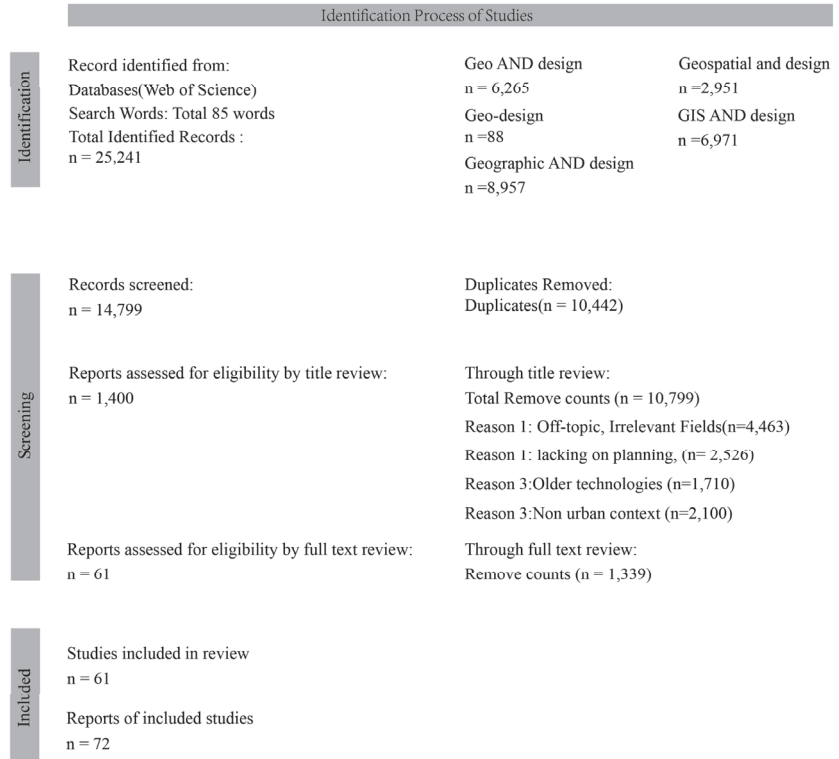 Identification Process of Studies
Identification
Record identified from:
Databases(Web of Science)
Search Words: Total 85 words
Total Identified Records :
n = 25,241
Geo AND design
n = 6,265
Geo-design
n =88
Geographic AND design
n =8,957
Geospatial and design
n =2,951
GIS AND design
n =6,971
Screening
Records screened:
n = 14,799
Duplicates Removed:
Duplicates(n = 10,442)
Reports assessed for eligibility by title review:
n = 1,400
Through title review:
Total Remove counts (n = 10,799)
Reason 1: Off-topic, Irrelevant Fields(n=4,463)
Reason 1: lacking on planning, (n= 2,526)
Reason 3:Older technologies (n=1,710)
Reason 3:Non urban context (n=2,100)
Reports assessed for eligibility by full text review:
n = 61
Through full text review:
Remove counts (n = 1,339)
Included
Studies included in review
n = 61
Reports of included studies
n = 72